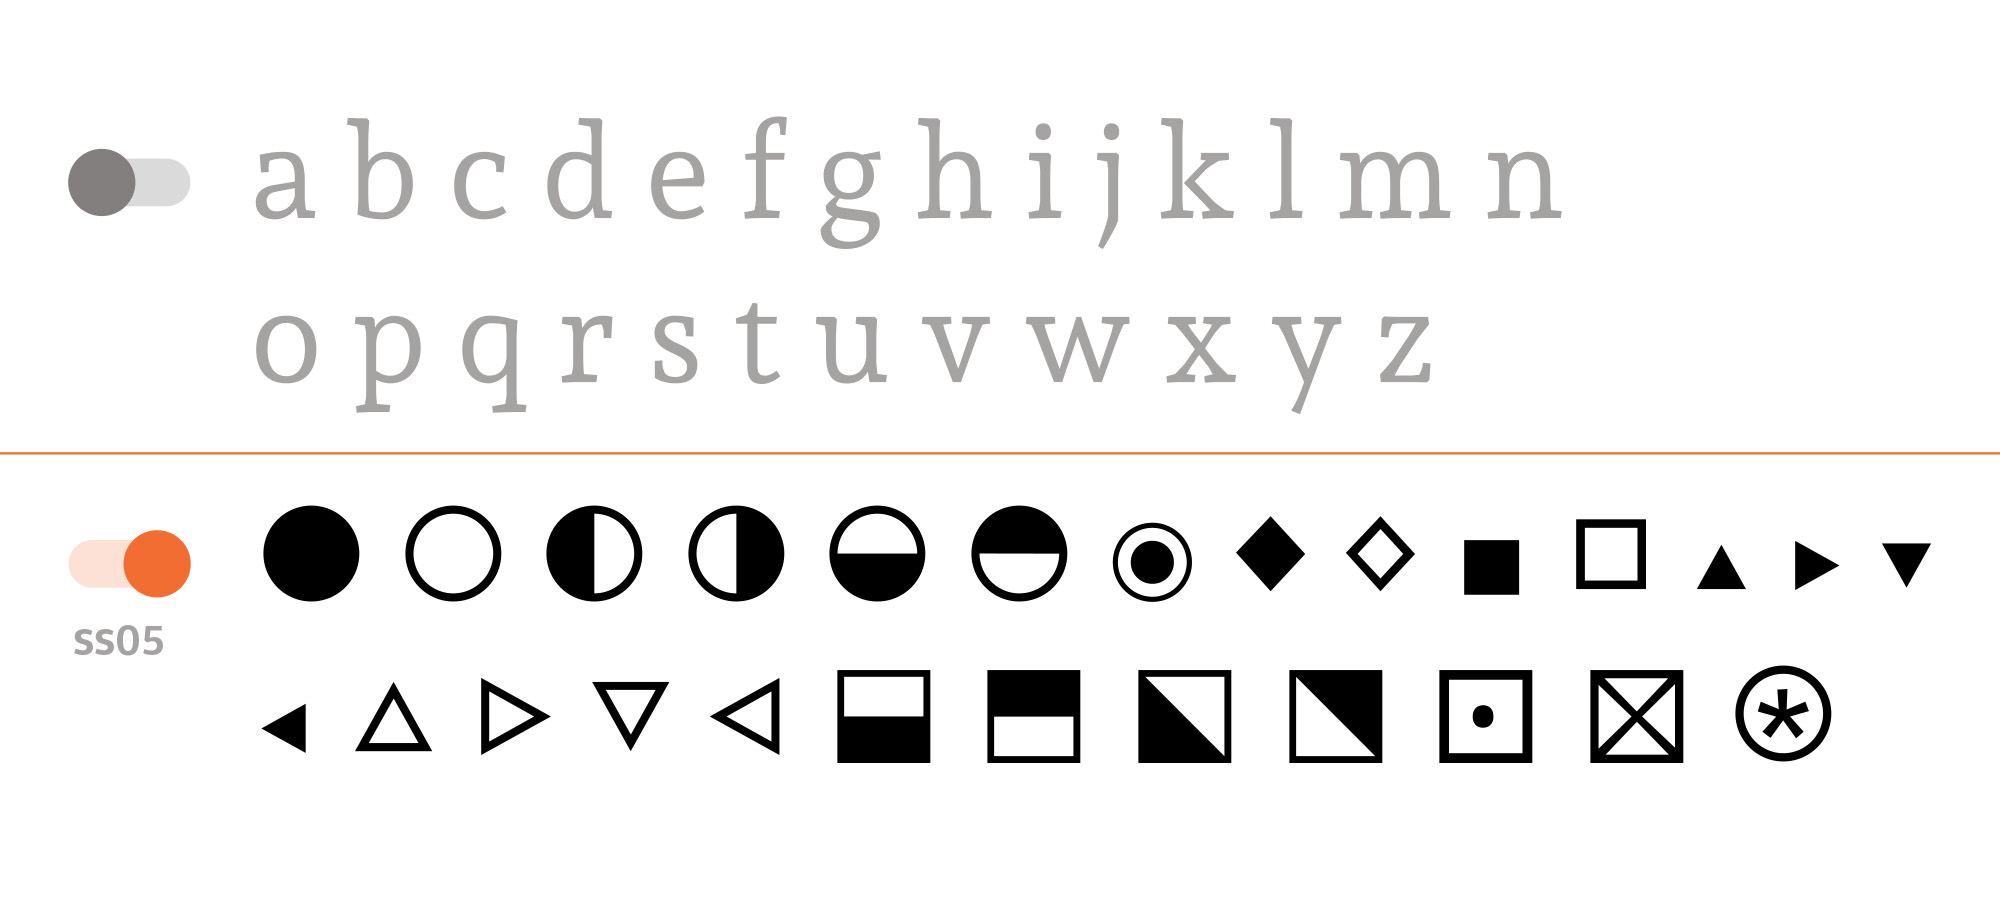 a b c d e f g h i j k l m n
o p q r s t u v w x y z
● ○ ◐ ◑ ◒ ◓ ◉ ◆ ◇ ■ □ ▲ ▶ ▼
ss05
◀ △ ▷ ▽ ◁ ⬓ ⬒ ⬕ ⬔ ⊡ ☒ ⊛